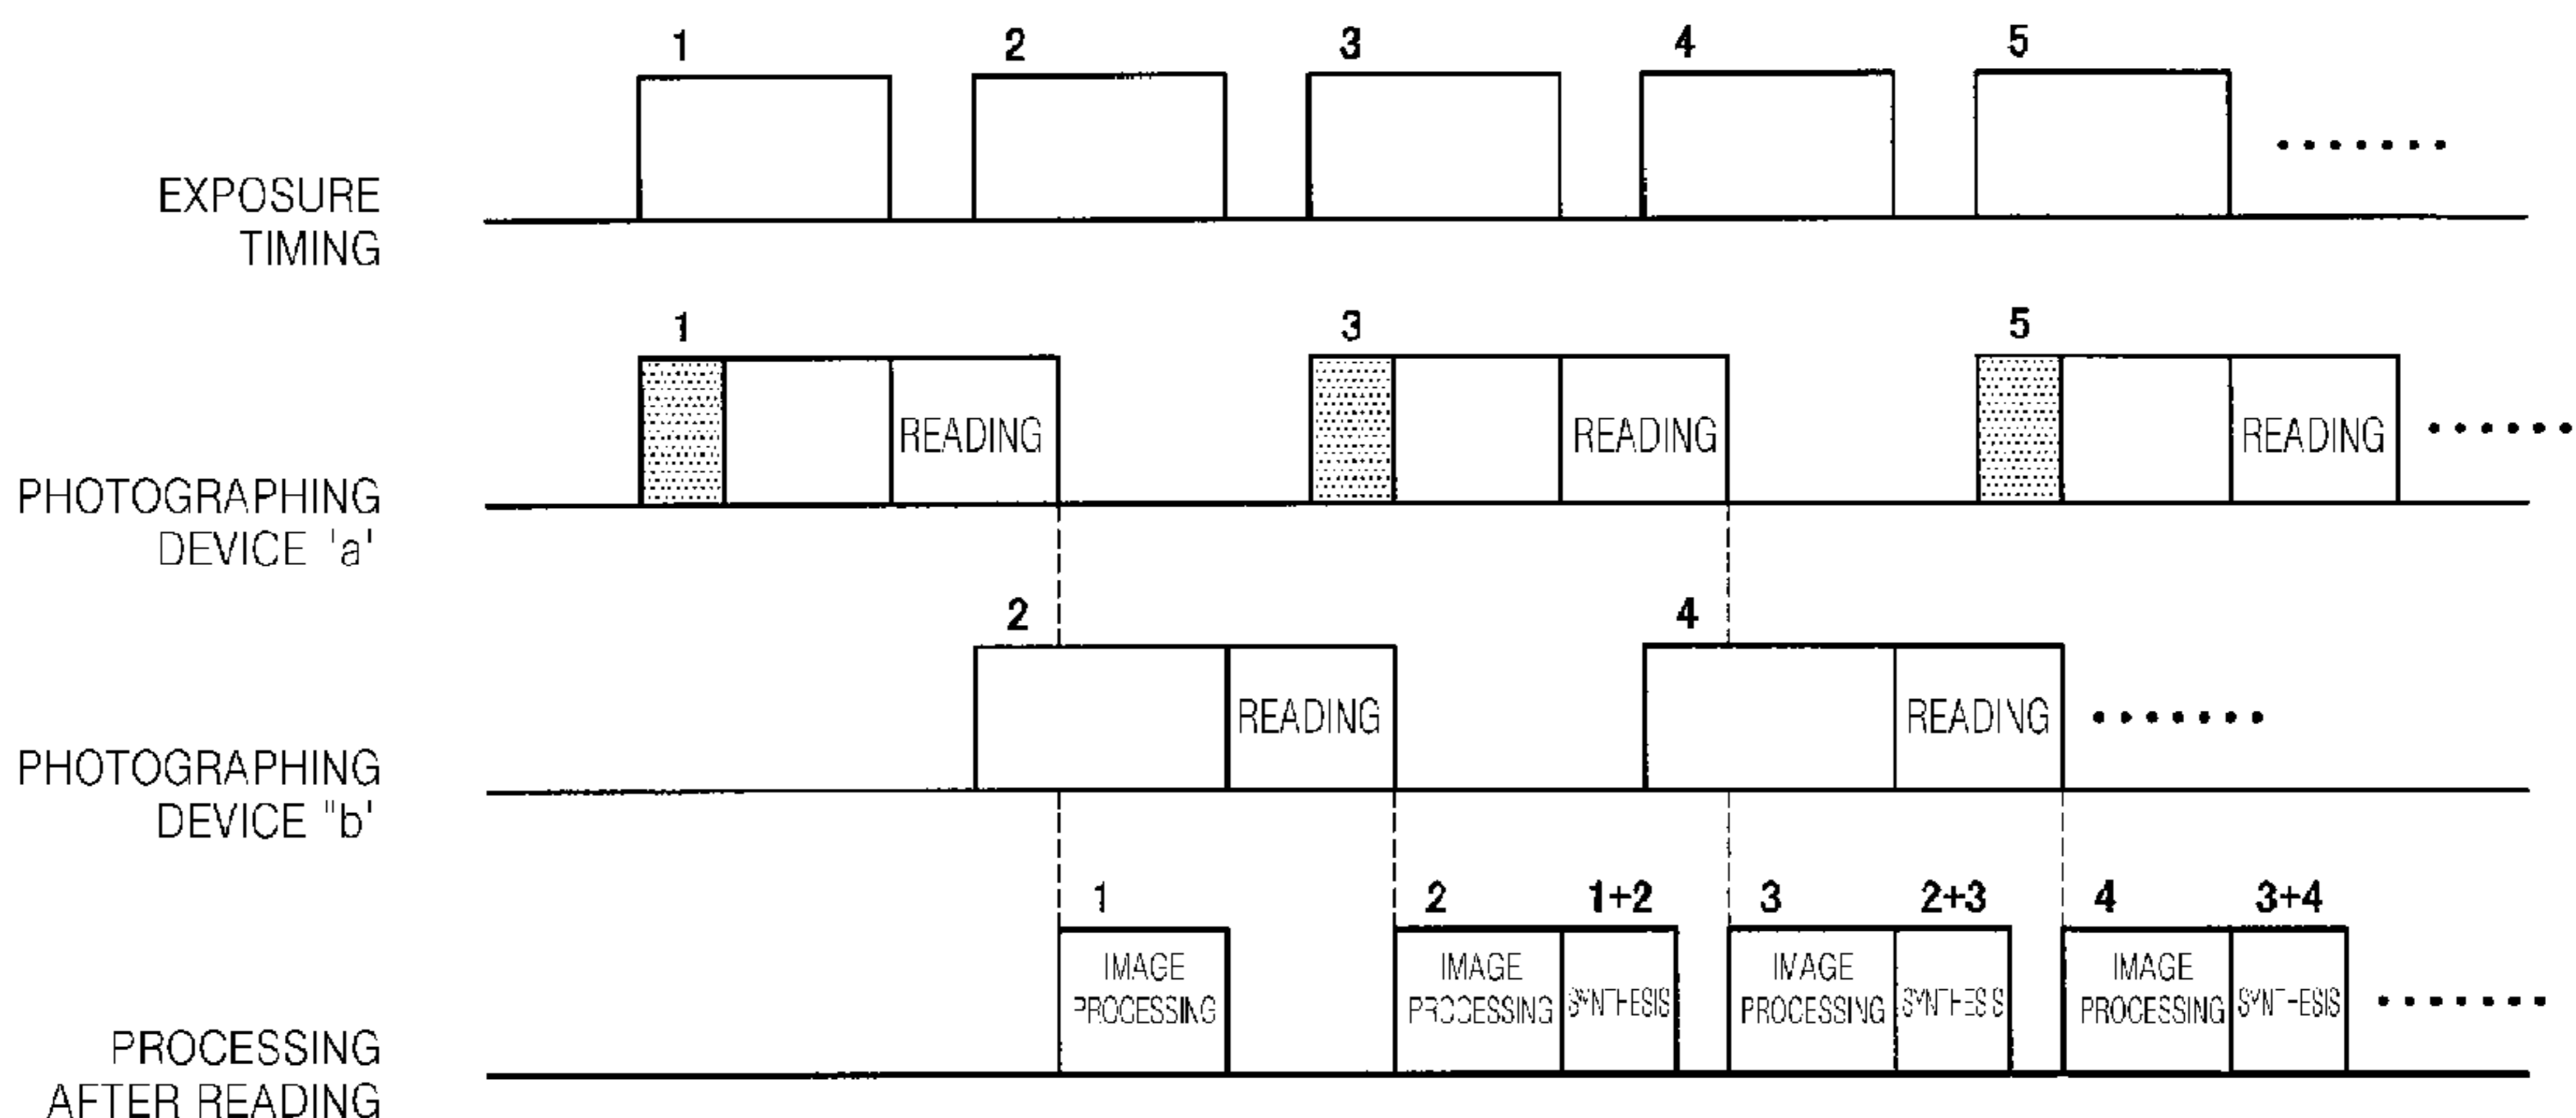 1 2 3 4 5
EXPOSURE
TIMING
1 3 5
READING READING READING
PHOTOGRAPHING
DEVICE 'a'
2 4
READING READING
PHOTOGRAPHING
DEVICE "b'
1 2 1+2 3 2+3 4 3+4
IMAGE IMAGE IMAGE IMAGE
PROCESSING PROCESSING SYNTHESIS PROCESSING SYNTHESIS PROCESSING SYNTHESIS
PROCESSING
AFTER READING